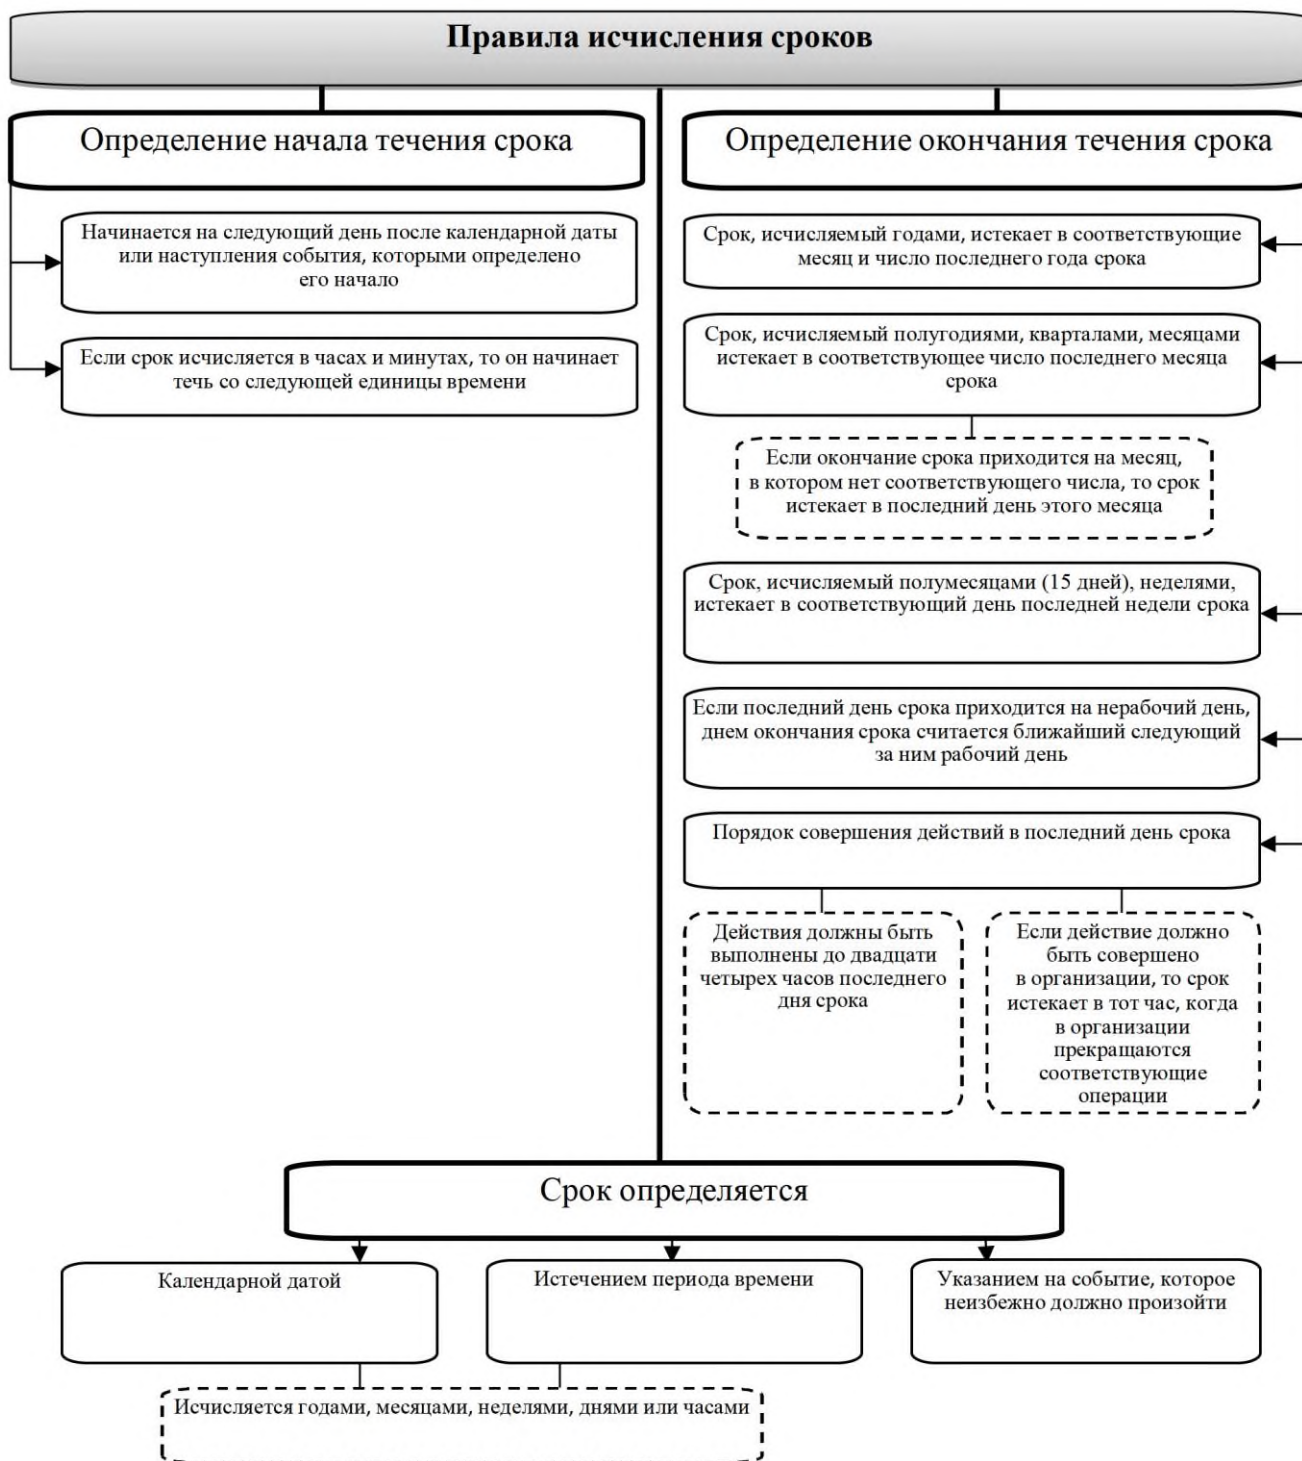 Правила исчисления сроков
Определение начала течения срока
Начинается на следующий день после календарной даты
или наступления события, которыми определено
его начало
Если срок исчисляется в часах и минутах, то он начинает
течь со следующей единицы времени
Определение окончания течения срока
Срок, исчисляемый годами, истекает в соответствующие
месяц и число последнего года срока
Срок, исчисляемый полугодиями, кварталами, месяцами
истекает в соответствующее число последнего месяца
срока
Если окончание срока приходится на месяц,
в котором нет соответствующего числа, то срок
истекает в последний день этого месяца
Срок, исчисляемый полумесяцами (15 дней), неделями,
истекает в соответствующий день последней недели срока
Если последний день срока приходится на нерабочий день,
днем окончания срока считается ближайший следующий
за ним рабочий день
Порядок совершения действий в последний день срока
Действия должны быть
выполнены до двадцати
четырех часов последнего
дня срока
Если действие должно
быть совершено
в организации, то срок
истекает в тот час, когда
в организации
прекращаются
соответствующие
операции
Срок определяется
Календарной датой
Истечением периода времени
Указанием на событие, которое
неизбежно должно произойти
Исчисляется годами, месяцами, неделями, днями или часами